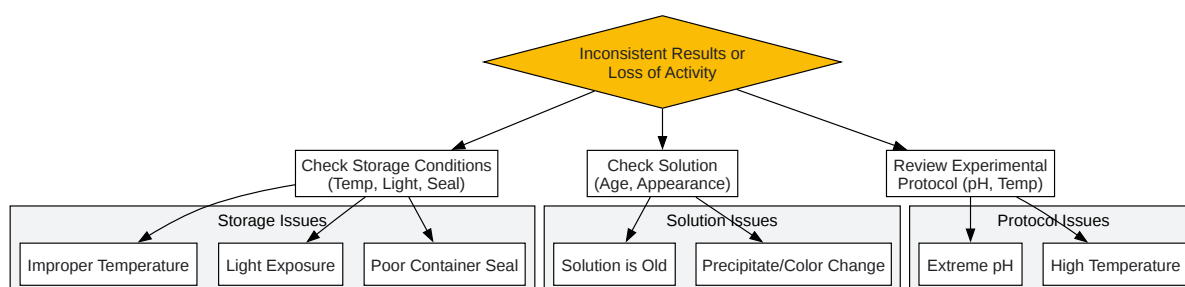 Inconsistent Results or
Loss of Activity
Check Storage Conditions
(Temp, Light, Seal)
Check Solution
(Age, Appearance)
Review Experimental
Protocol (pH, Temp)
Storage Issues
Solution Issues
Protocol Issues
Improper Temperature
Light Exposure
Poor Container Seal
Solution is Old
Precipitate/Color Change
Extreme pH
High Temperature